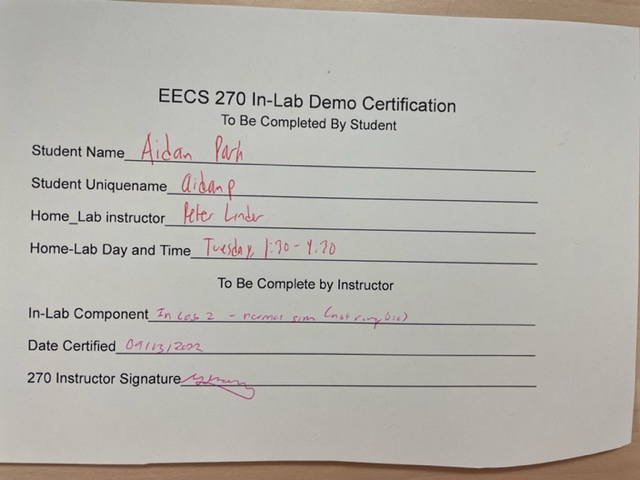 EECS 270 In-Lab Demo Certification
To Be Completed By Student
Student Name Aidan Park
Student Uniquename aidanp
Home_Lab instructor Peter Linder
Home-Lab Day and Time Tuesday, 1:30 - 4:30
To Be Complete by Instructor
In-Lab Component In Lab 2 - normal sim
Date Certified 09/13/2022
270 Instructor Signature